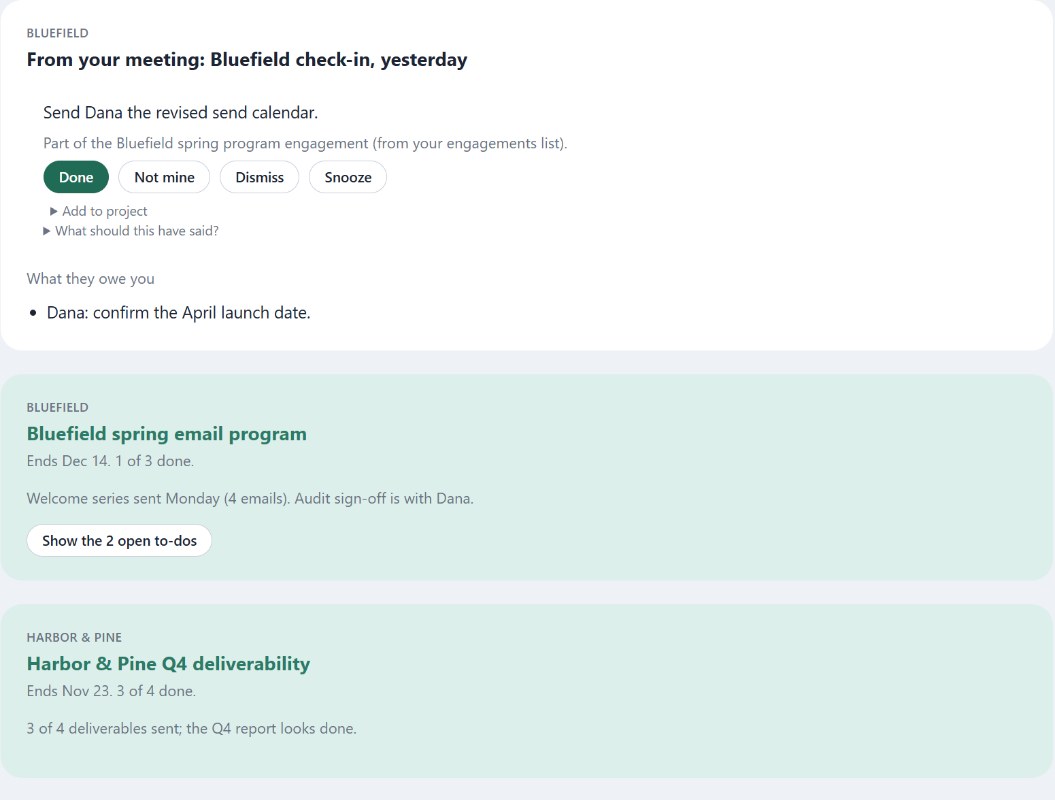 BLUEFIELD
From your meeting: Bluefield check-in, yesterday
Send Dana the revised send calendar.
Part of the Bluefield spring program engagement (from your engagements list).
Done Not mine Dismiss Snooze
Add to project
What should this have said?
What they owe you
Dana: confirm the April launch date.
BLUEFIELD
Bluefield spring email program
Ends Dec 14. 1 of 3 done.
Welcome series sent Monday (4 emails). Audit sign-off is with Dana.
Show the 2 open to-dos
HARBOR & PINE
Harbor & Pine Q4 deliverability
Ends Nov 23. 3 of 4 done.
3 of 4 deliverables sent; the Q4 report looks done.